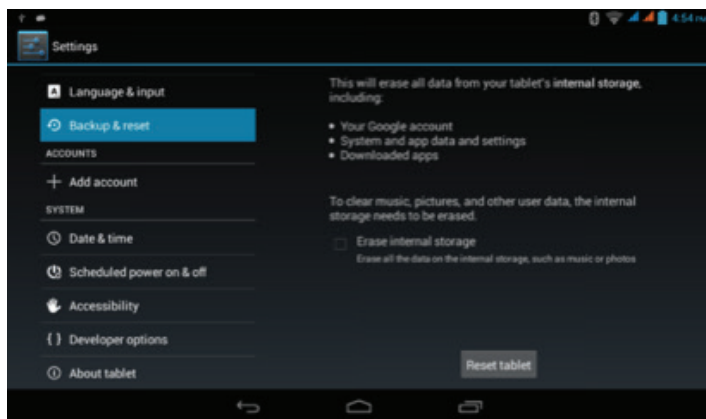 4:54 PM
Settings
Language & input
Backup & reset
ACCOUNTS
Add account
SYSTEM
Date & time
Scheduled power on & off
Accessibility
{ } Developer options
About tablet
This will erase all data from your tablet's internal storage,
including:
• Your Google account
• System and app data and settings
• Downloaded apps
To clear music, pictures, and other user data, the internal
storage needs to be erased.
Erase internal storage
Erase all the data on the internal storage, such as music or photos
Reset tablet